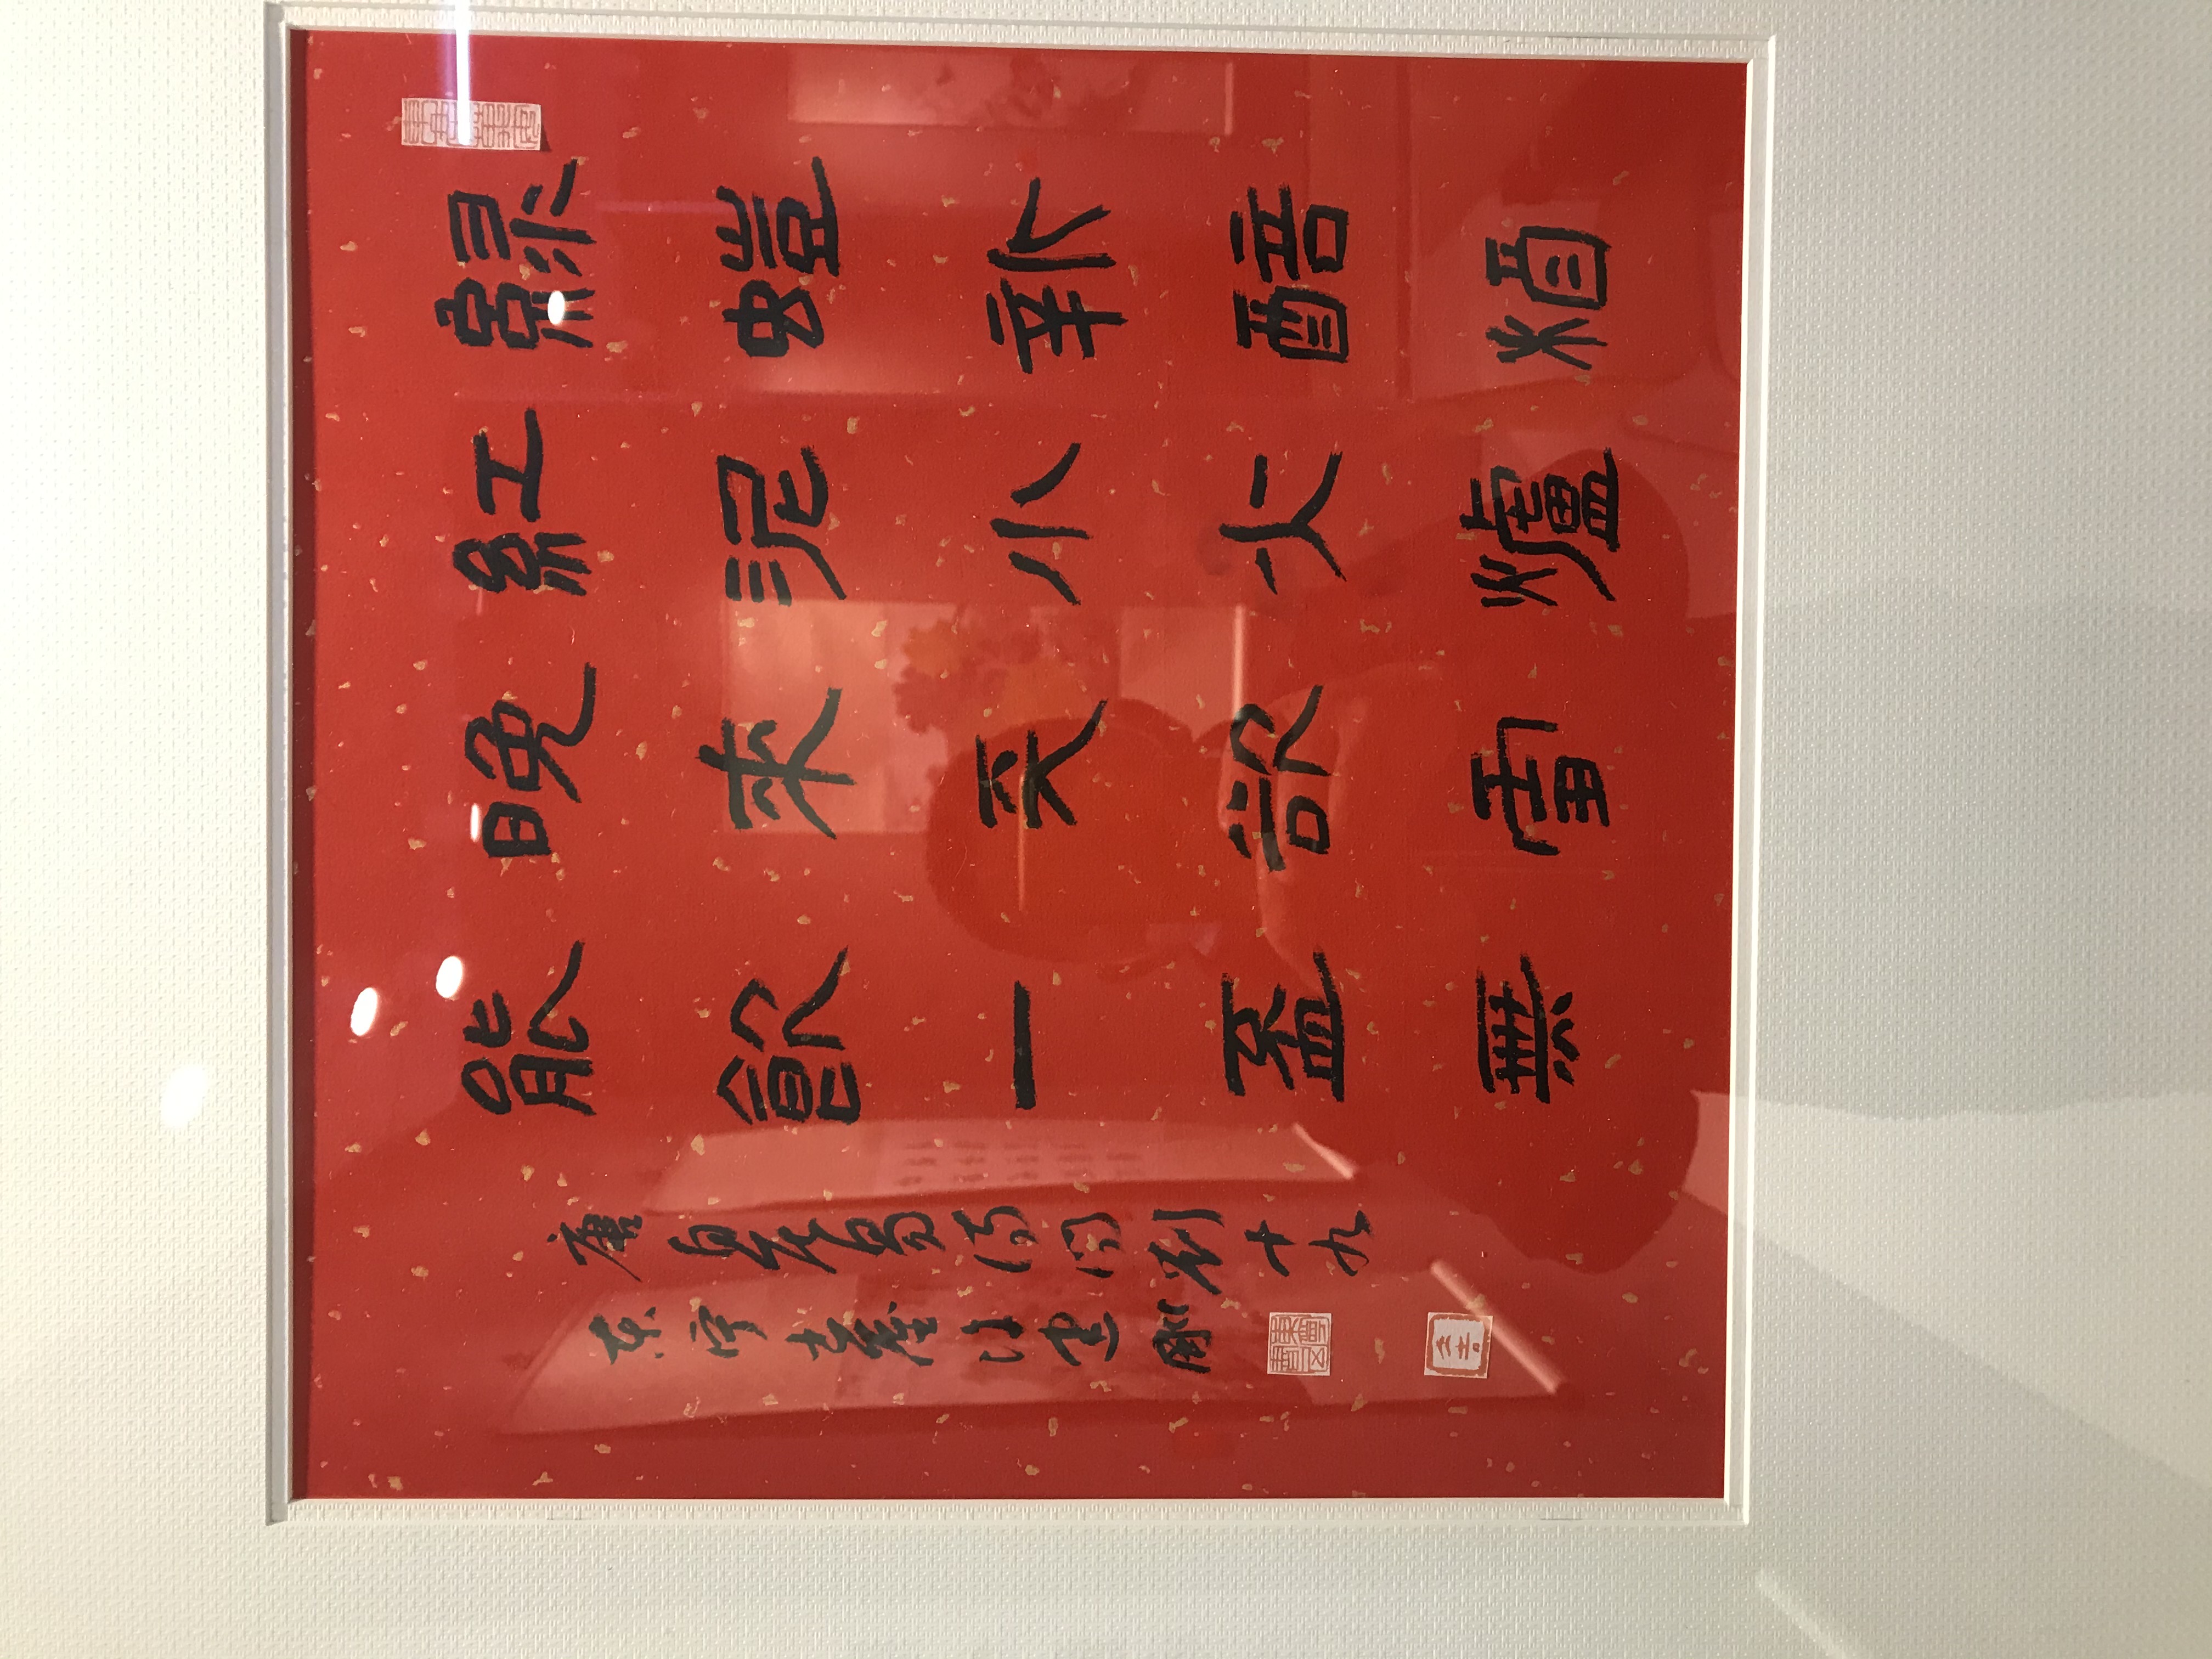 綠螘新醅酒
紅泥小火爐
晚來天欲雪
能飲一盃無
唐白居易詩問劉十九